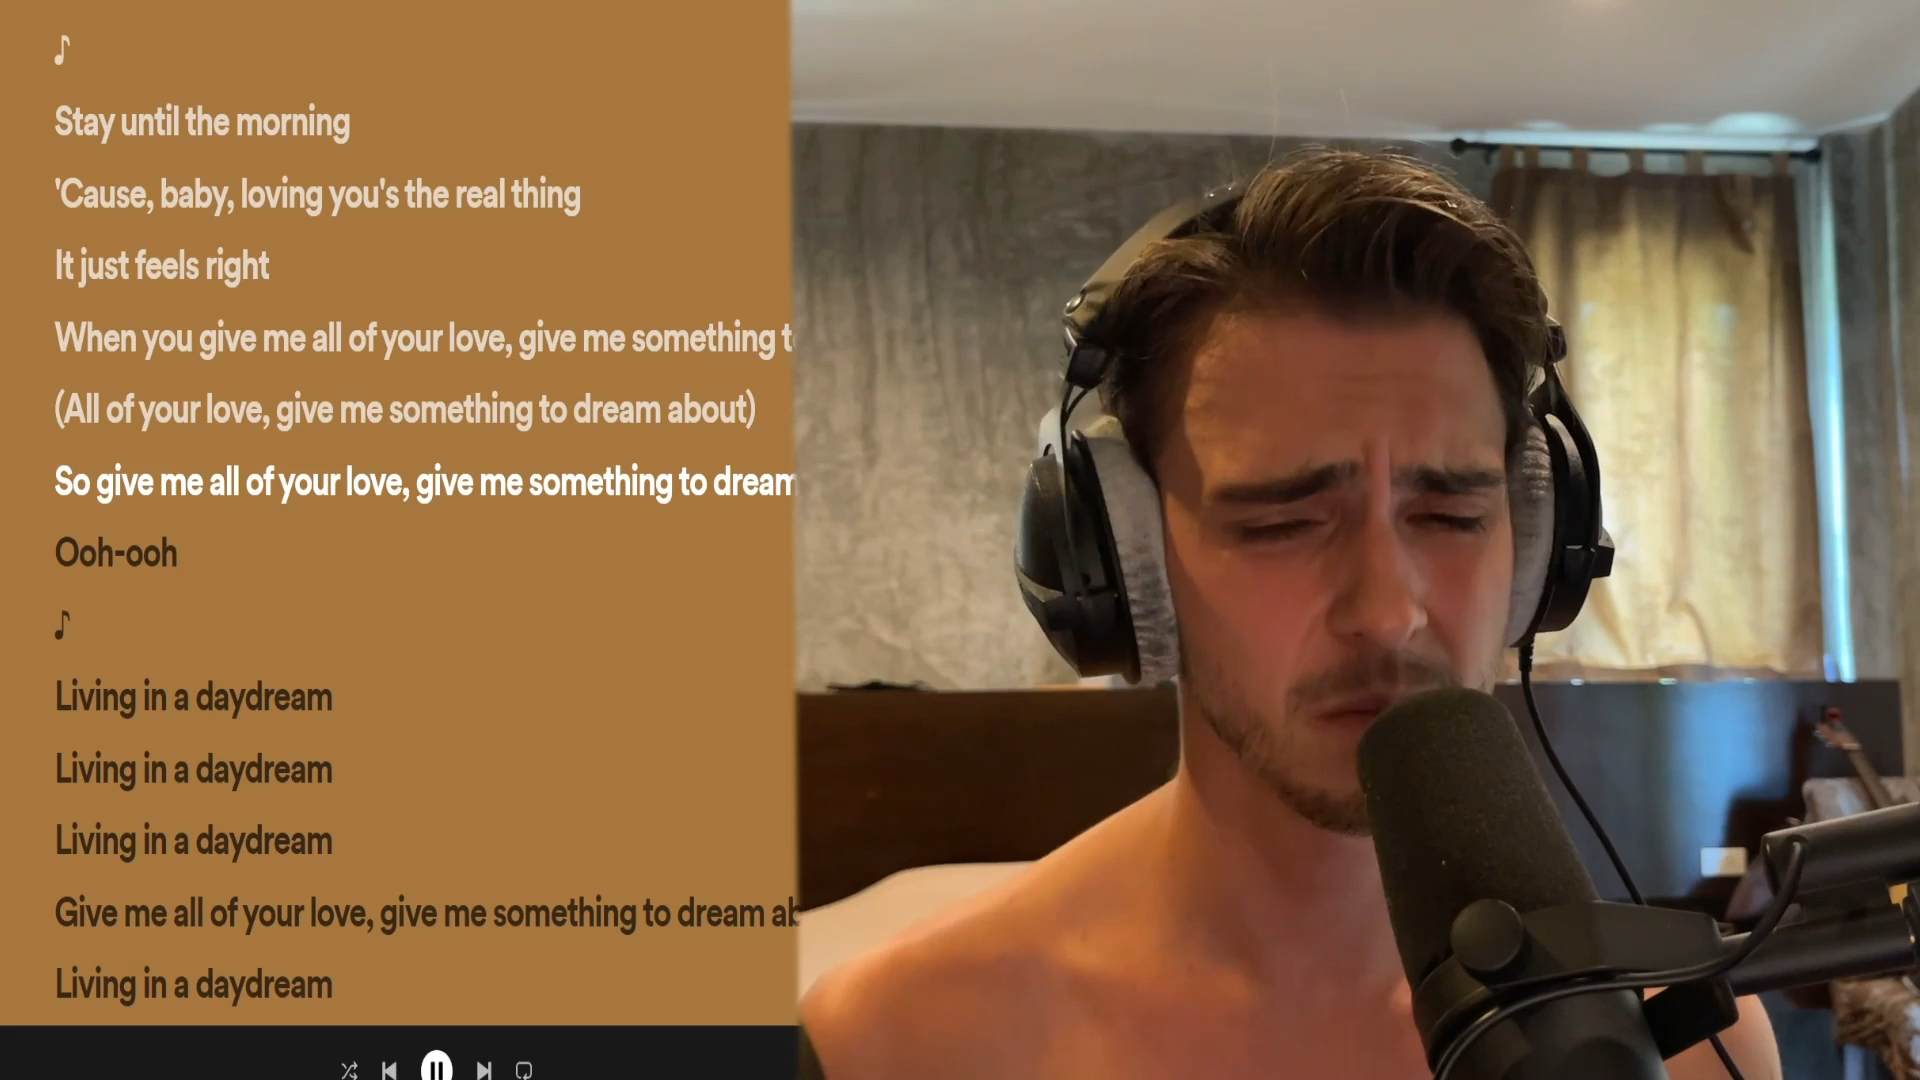 Stay until the morning
'Cause, baby, loving you's the real thing
It just feels right
When you give me all of your love, give me something
(All of your love, give me something to dream about)
So give me all of your love, give me something to dream
Ooh-ooh
Living in a daydream
Living in a daydream
Living in a daydream
Give me all of your love, give me something to dream
Living in a daydream